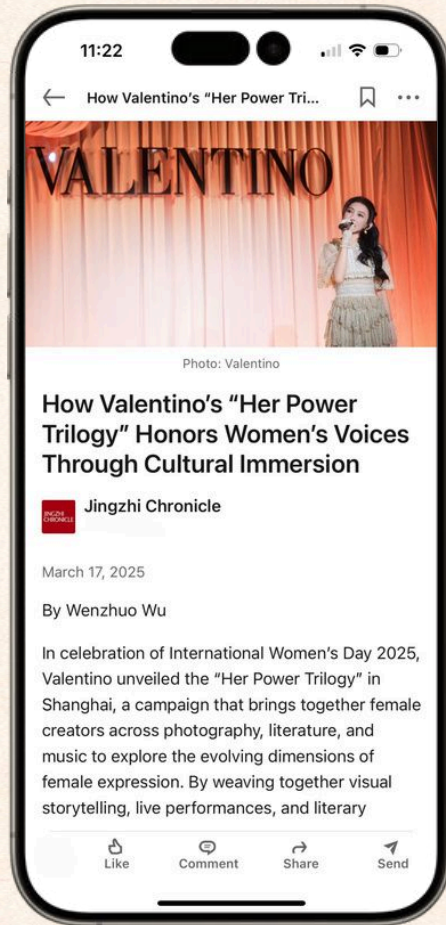 11:22
How Valentino’s “Her Power Tri...
VALENTINO
Photo: Valentino
How Valentino’s “Her Power
Trilogy” Honors Women’s Voices
Through Cultural Immersion
JINGZHI
CHRONICLE
Jingzhi Chronicle
March 17, 2025
By Wenzhuo Wu
In celebration of International Women’s Day 2025,
Valentino unveiled the “Her Power Trilogy” in
Shanghai, a campaign that brings together female
creators across photography, literature, and
music to explore the evolving dimensions of
female expression. By weaving together visual
storytelling, live performances, and literary
Like
Comment
Share
Send